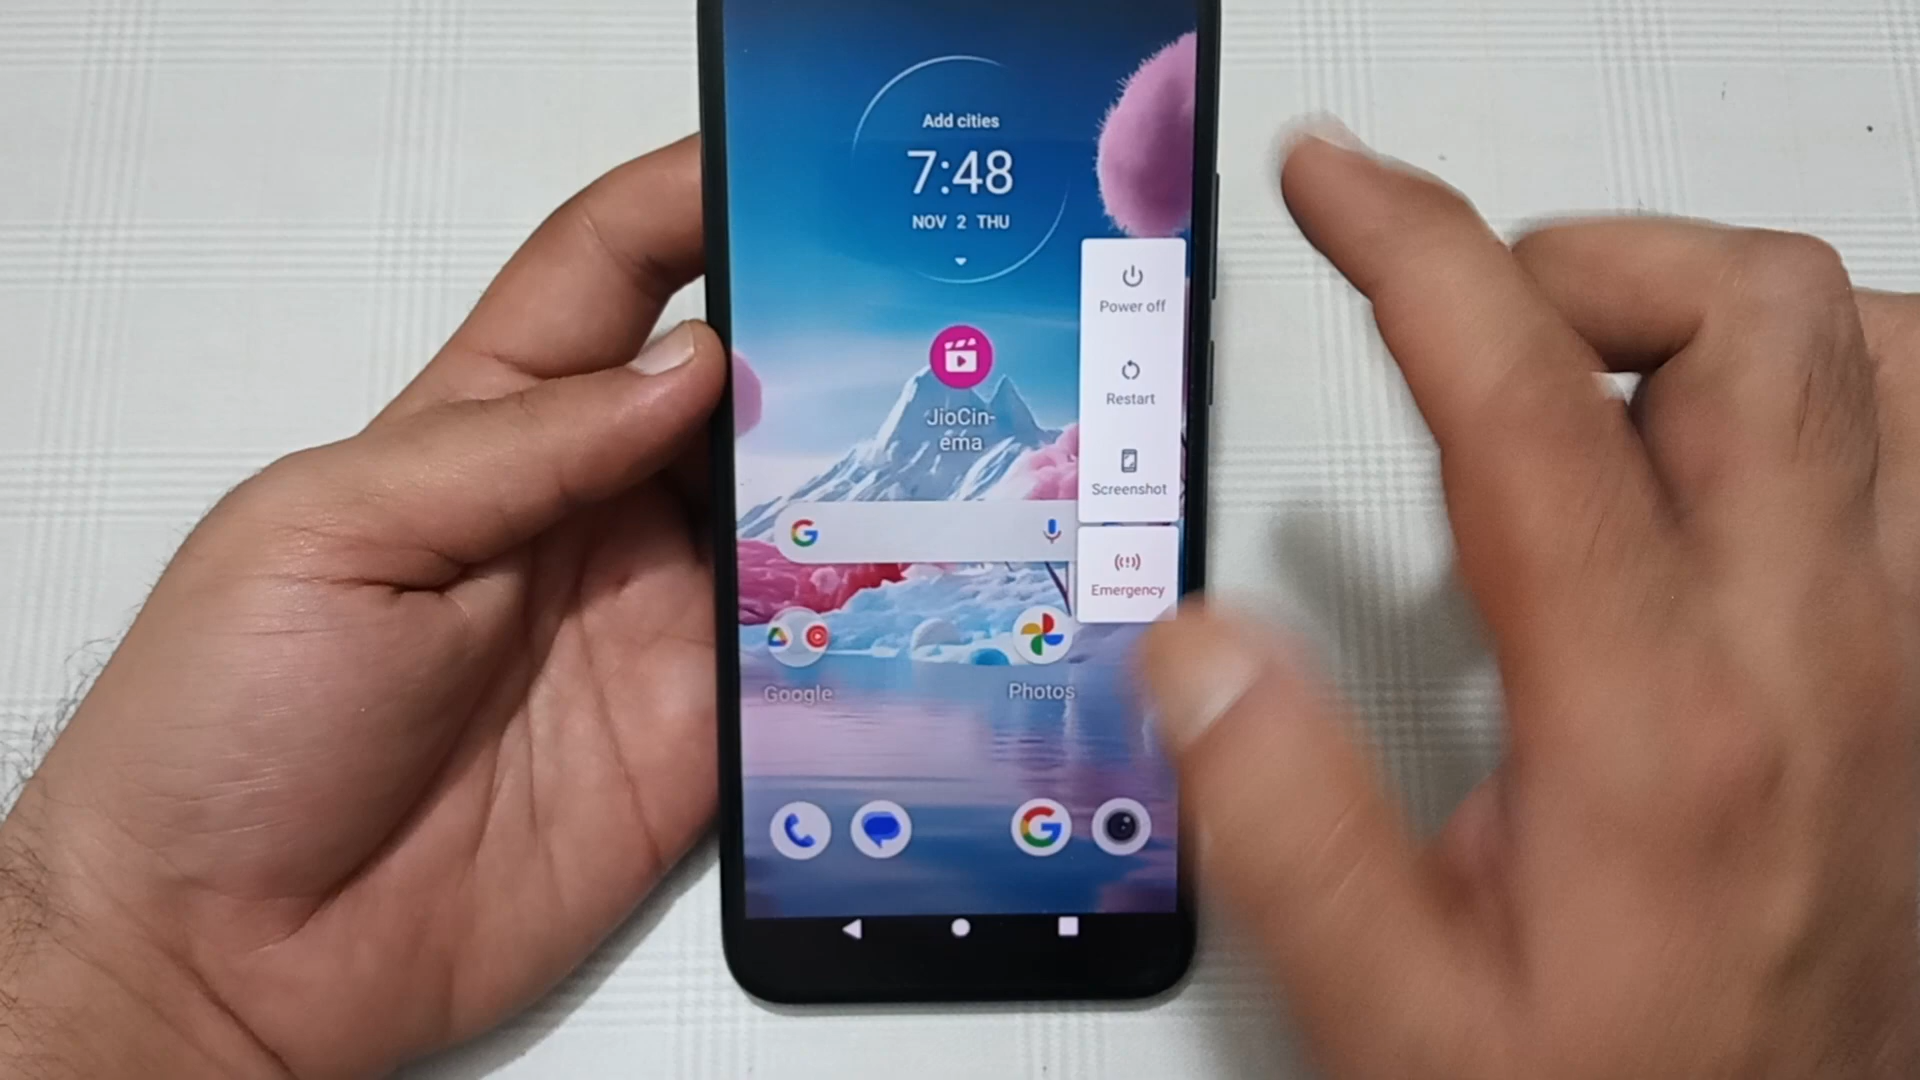 Add cities
7:48
NOV 2 THU
Power off
Restart
JioCin-
ema
Screenshot
Emergency
Google
Photos